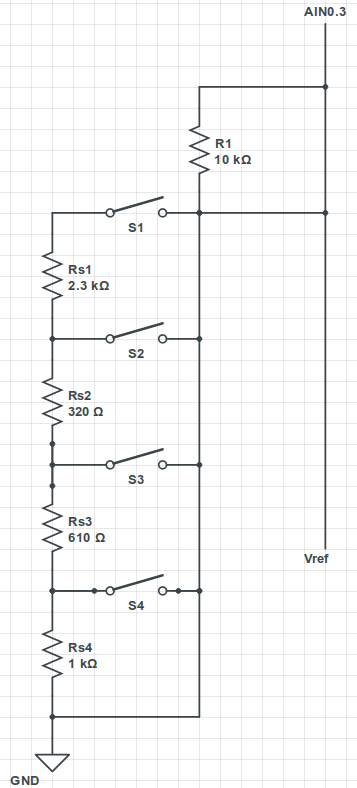 AIN0.3
R1
10 kΩ
S1
Rs1
2.3 kΩ
S2
Rs2
320 Ω
S3
Rs3
610 Ω
Vref
S4
Rs4
1 kΩ
GND